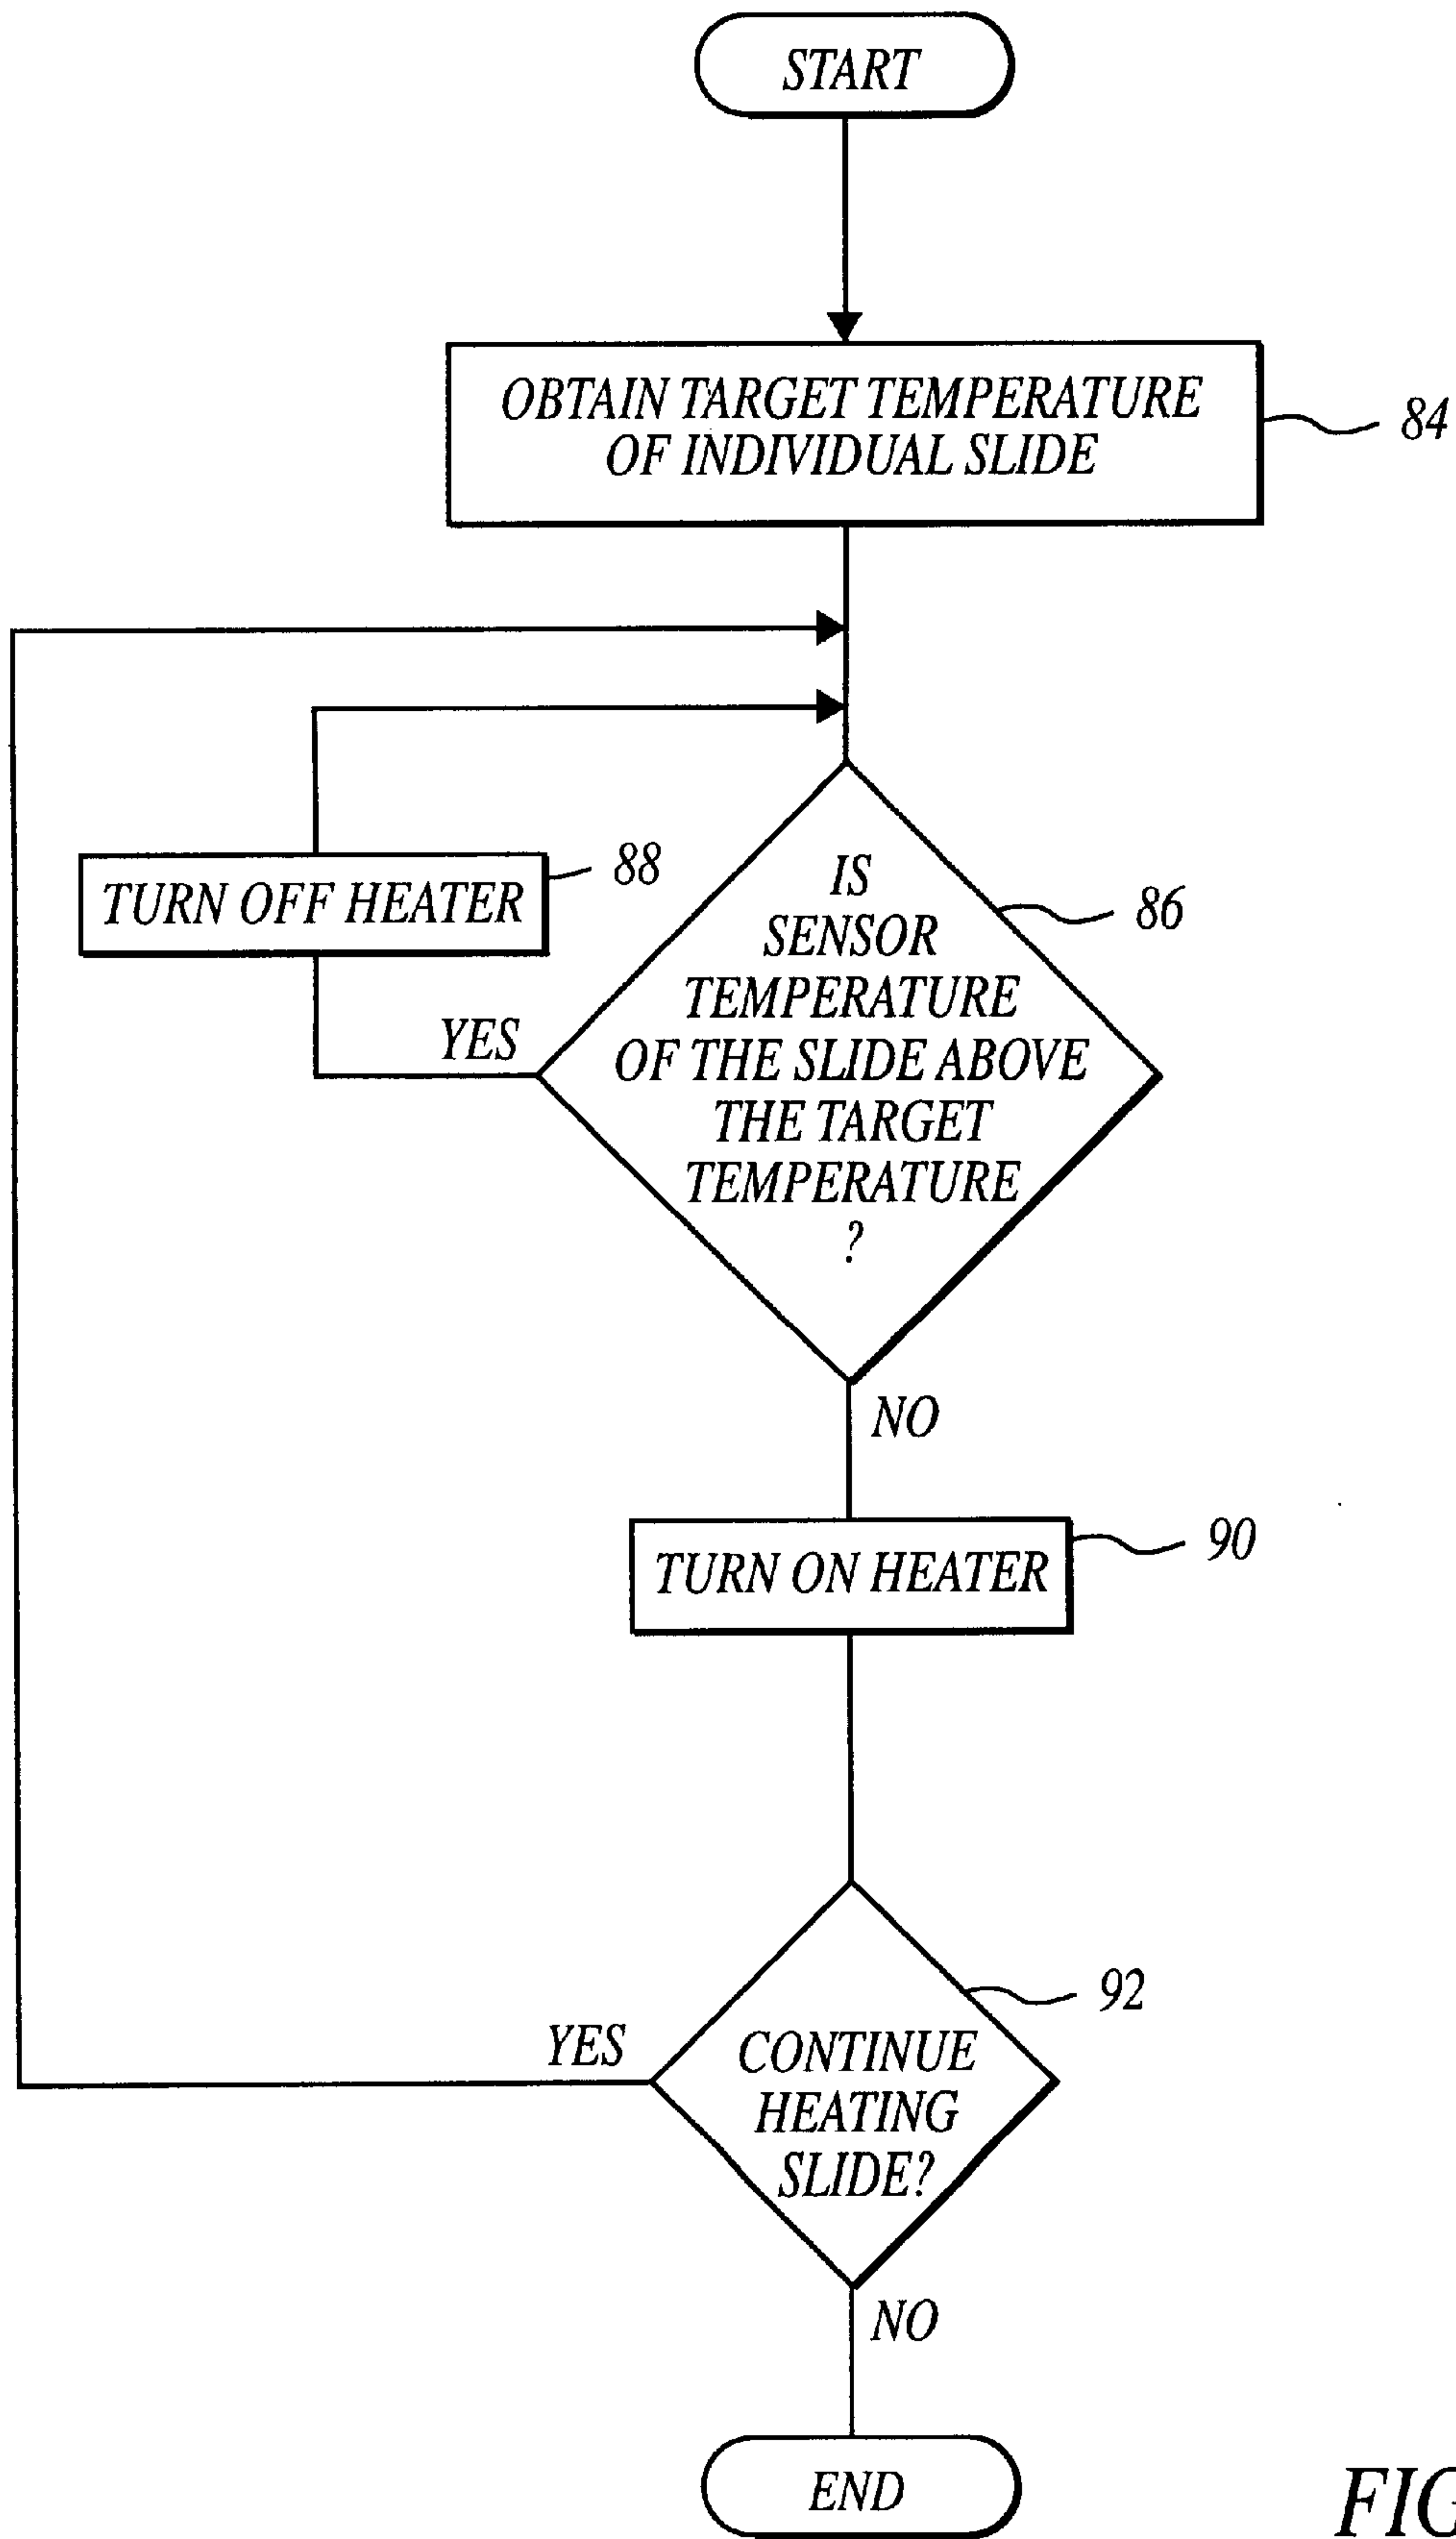 START
OBTAIN TARGET TEMPERATURE
OF INDIVIDUAL SLIDE
84
TURN OFF HEATER
88
IS
SENSOR
TEMPERATURE
OF THE SLIDE ABOVE
THE TARGET
TEMPERATURE
?
86
YES
NO
TURN ON HEATER
90
CONTINUE
HEATING
SLIDE?
92
YES
NO
END